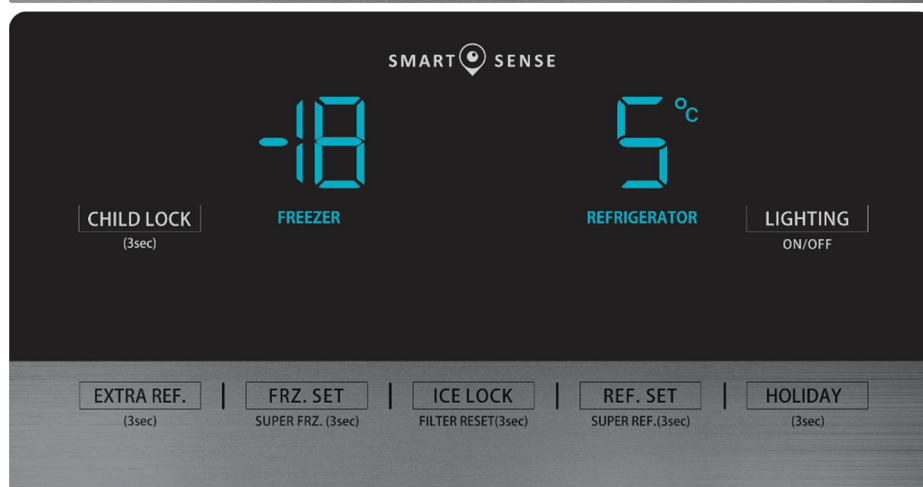 SMART SENSE
-18 5 °C
CHILD LOCK FREEZER REFRIGERATOR LIGHTING
(3sec) ON/OFF
EXTRA REF. | FRZ. SET | ICE LOCK | REF. SET | HOLIDAY
(3sec) SUPER FRZ. (3sec) FILTER RESET(3sec) SUPER REF.(3sec) (3sec)